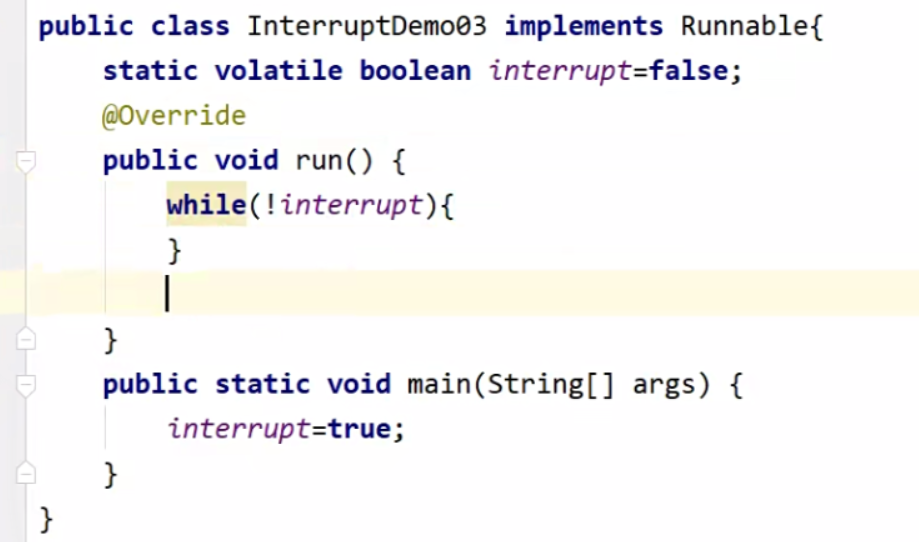 public class InterruptDemo03 implements Runnable{
    static volatile boolean interrupt=false;
    @Override
    public void run() {
        while(!interrupt){
        }

    }
    public static void main(String[] args) {
        interrupt=true;
    }
}